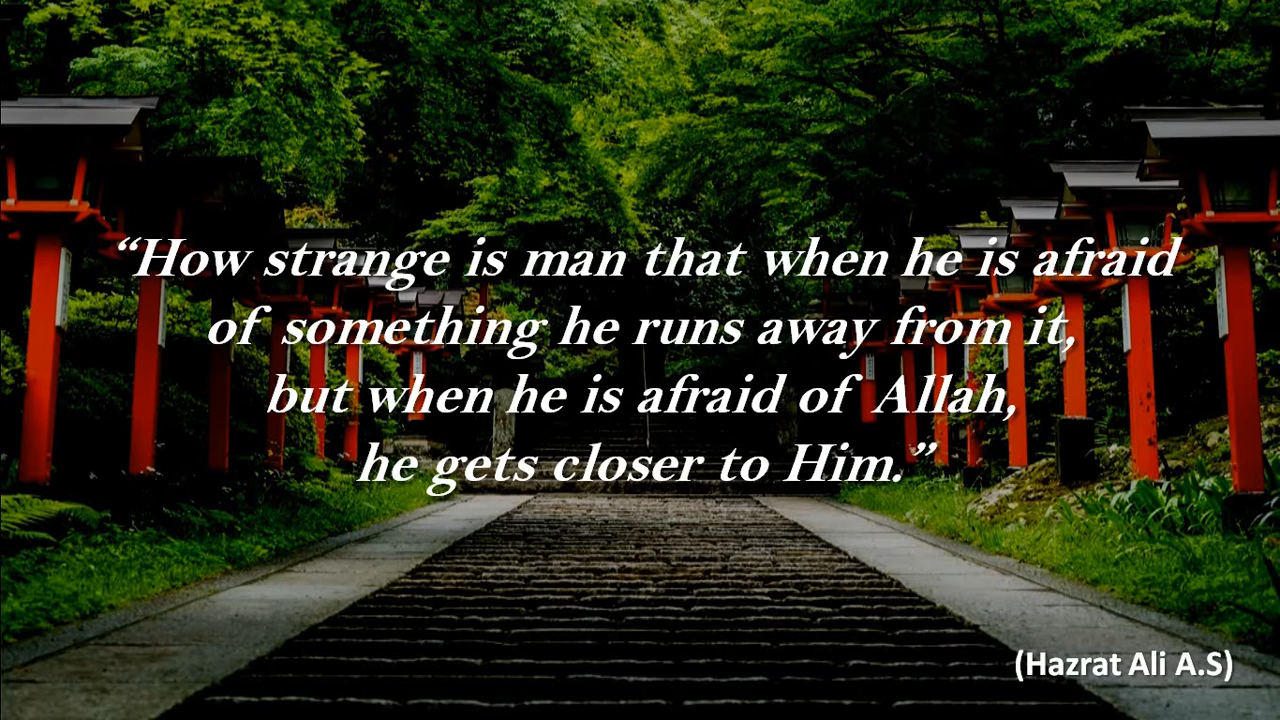 “How strange is man that when he is afraid
of something he runs away from it,
but when he is afraid of Allah,
he gets closer to Him.”
(Hazrat Ali A.S)